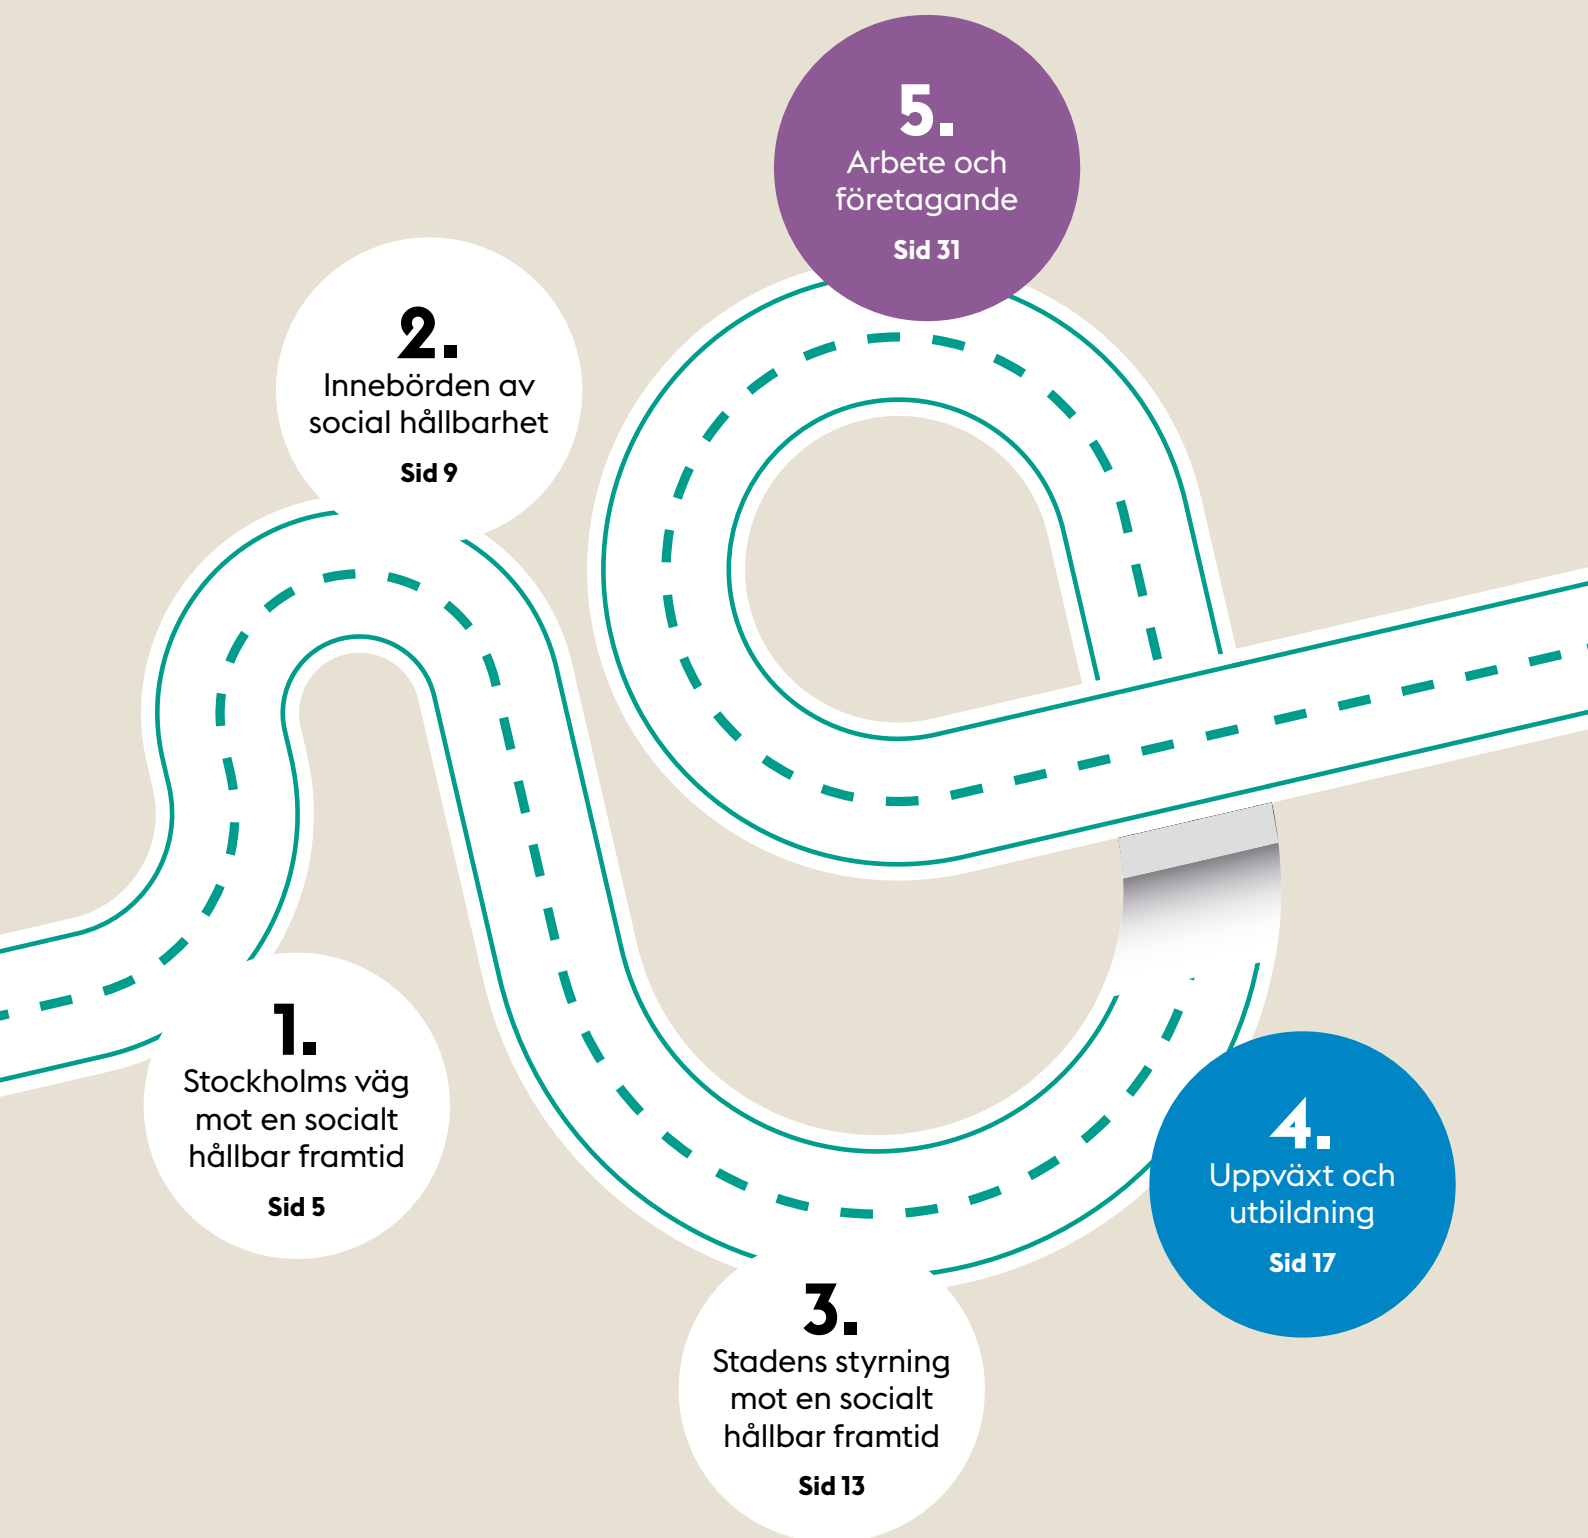 1.
Stockholms väg
mot en socialt
hållbar framtid
Sid 5
2.
Innebörden av
social hållbarhet
Sid 9
3.
Stadens styrning
mot en socialt
hållbar framtid
Sid 13
4.
Uppväxt och
utbildning
Sid 17
5.
Arbete och
företagande
Sid 31